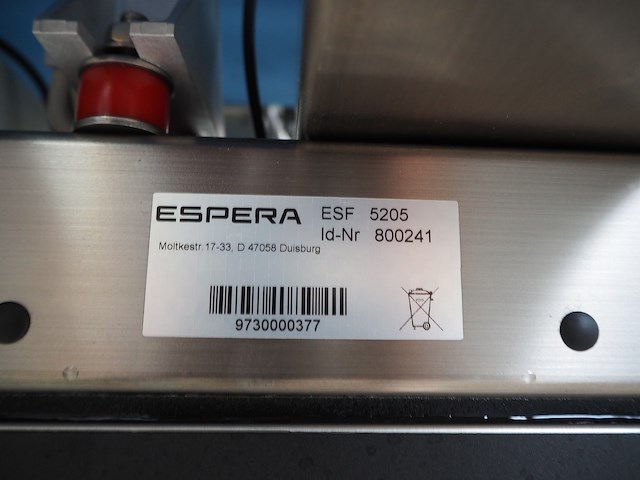 ESPERA ESF 5205
Id-Nr 800241
Moltkestr. 17-33, D 47058 Duisburg
9730000377